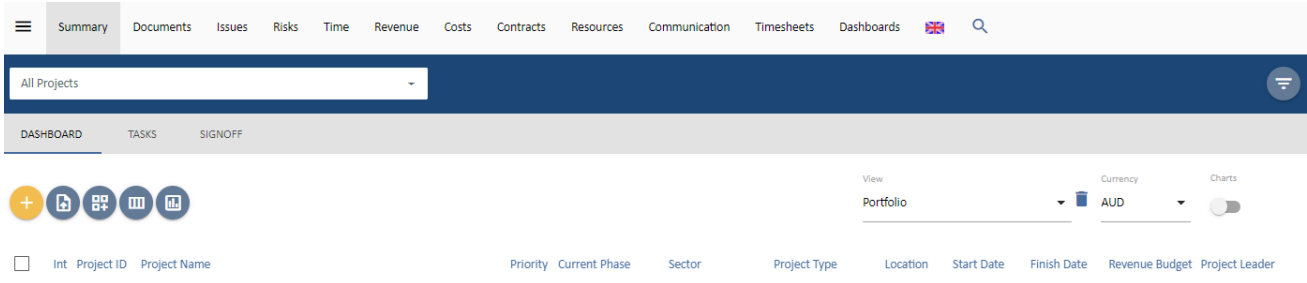 Summary Documents Issues Risks Time Revenue Costs Contracts Resources Communication Timesheets Dashboards
All Projects
DASHBOARD TASKS SIGNOFF
View Currency Charts
Portfolio AUD
Int Project ID Project Name Priority Current Phase Sector Project Type Location Start Date Finish Date Revenue Budget Project Leader